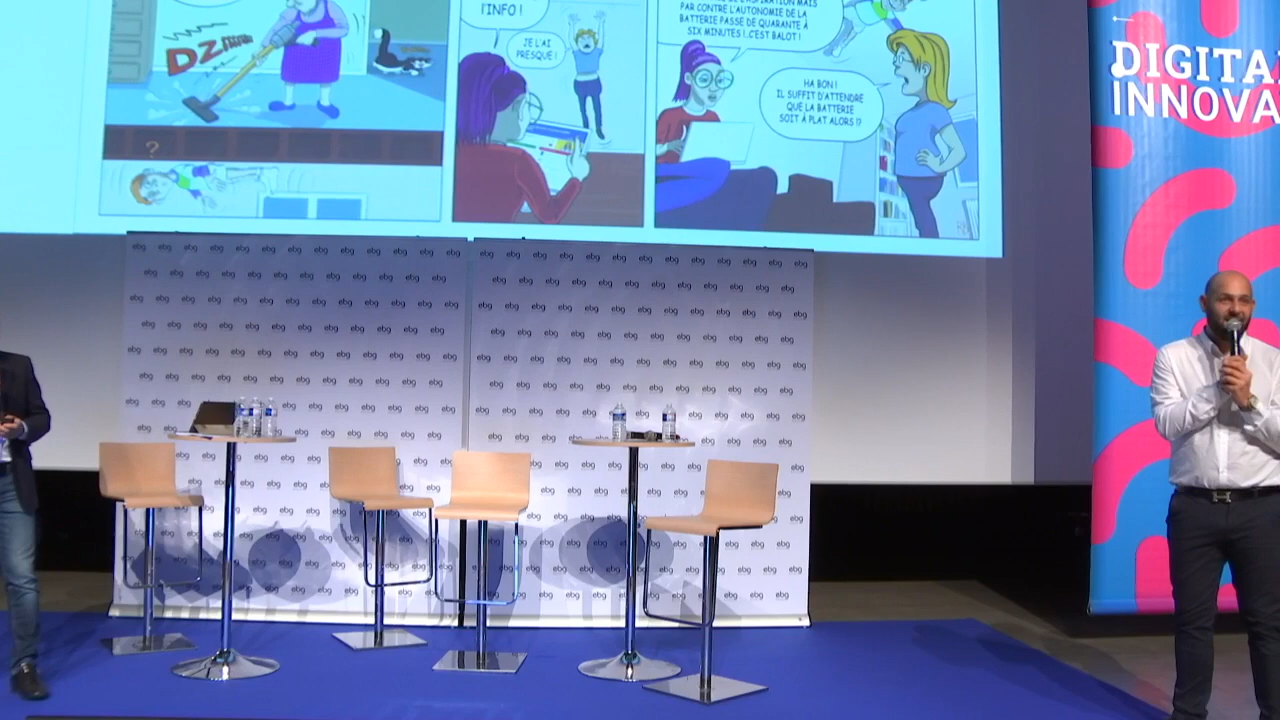 L'INFO !
JE L'AI
PRESQUE !
DZ
?
PAR CONTRE L'AUTONOMIE DE LA
BATTERIE PASSE DE QUARANTE À
SIX MINUTES !..C'EST BALOT !
HA BON !
IL SUFFIT D'ATTENDRE
QUE LA BATTERIE
SOIT À PLAT ALORS !?
DIGITA
INNOVA
ebg